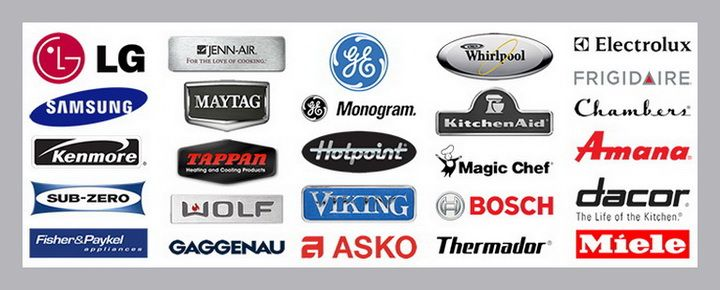 LG
SAMSUNG
Kenmore
SUB-ZERO
Fisher&Paykel
appliances
JENN-AIR.
FOR THE LOVE OF COOKING.
MAYTAG
TAPPAN
Heating and Cooling Products
WOLF
GAGGENAU
GE
GE Monogram.
Hotpoint
VIKING
ASKO
Whirlpool
KitchenAid
Magic Chef
BOSCH
Thermador
Electrolux
FRIGIDAIRE
Chambers
Amana
dacor
The Life of the Kitchen.
Miele